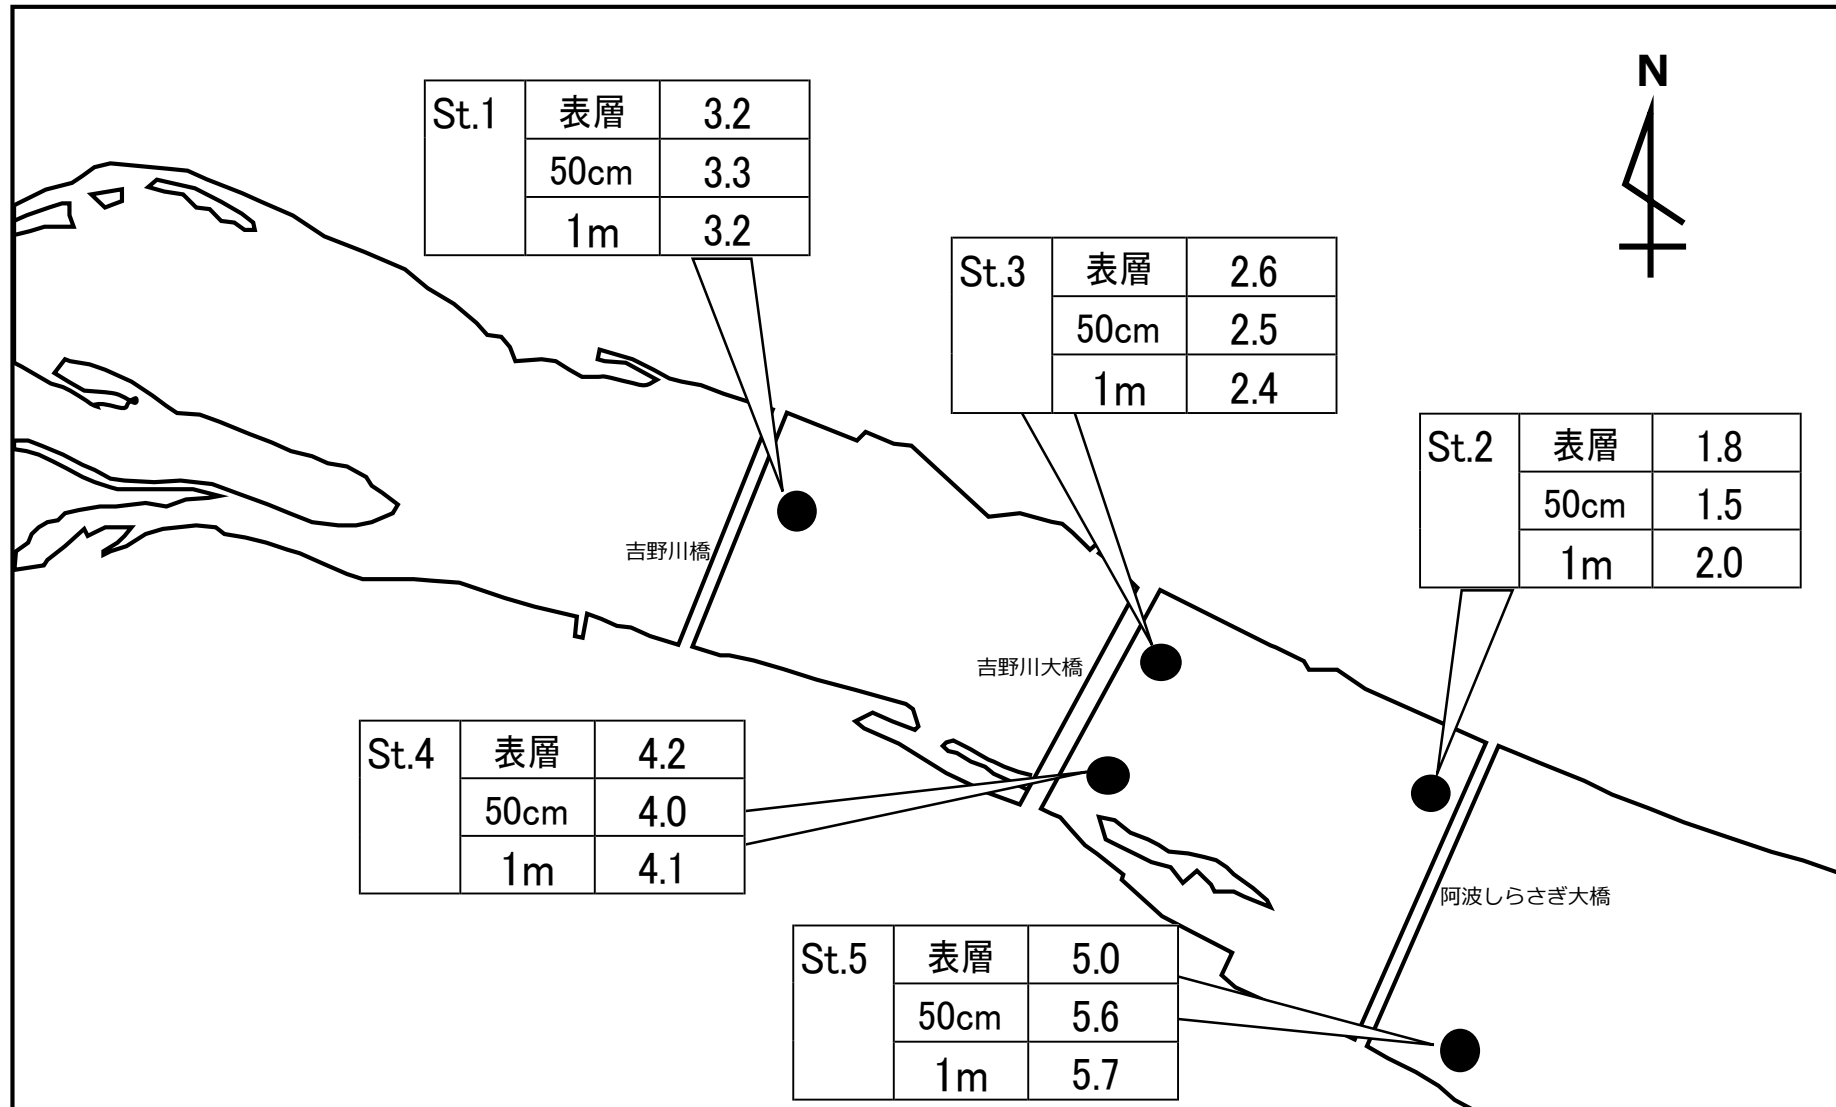 N
St.1 表層 3.2
50cm 3.3
1m 3.2
St.3 表層 2.6
50cm 2.5
1m 2.4
St.2 表層 1.8
50cm 1.5
1m 2.0
吉野川橋
吉野川大橋
St.4 表層 4.2
50cm 4.0
1m 4.1
阿波しらさぎ大橋
St.5 表層 5.0
50cm 5.6
1m 5.7